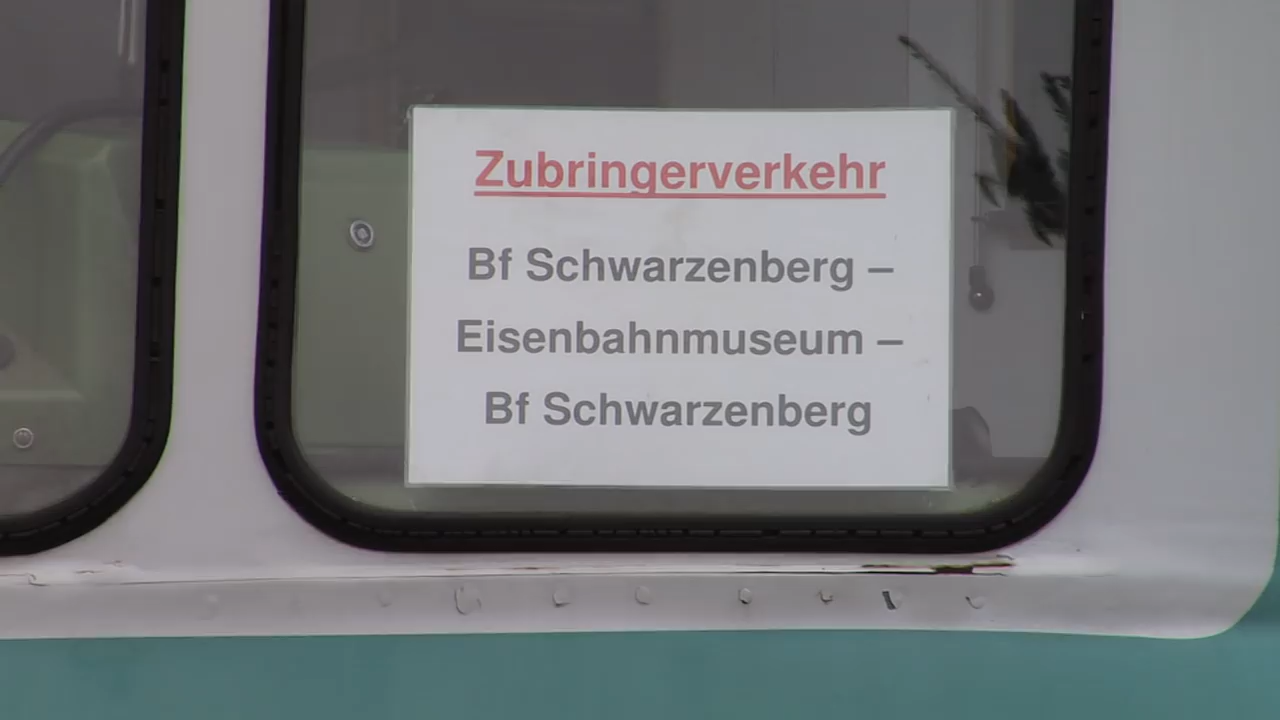 Zubringerverkehr
Bf Schwarzenberg –
Eisenbahnmuseum –
Bf Schwarzenberg